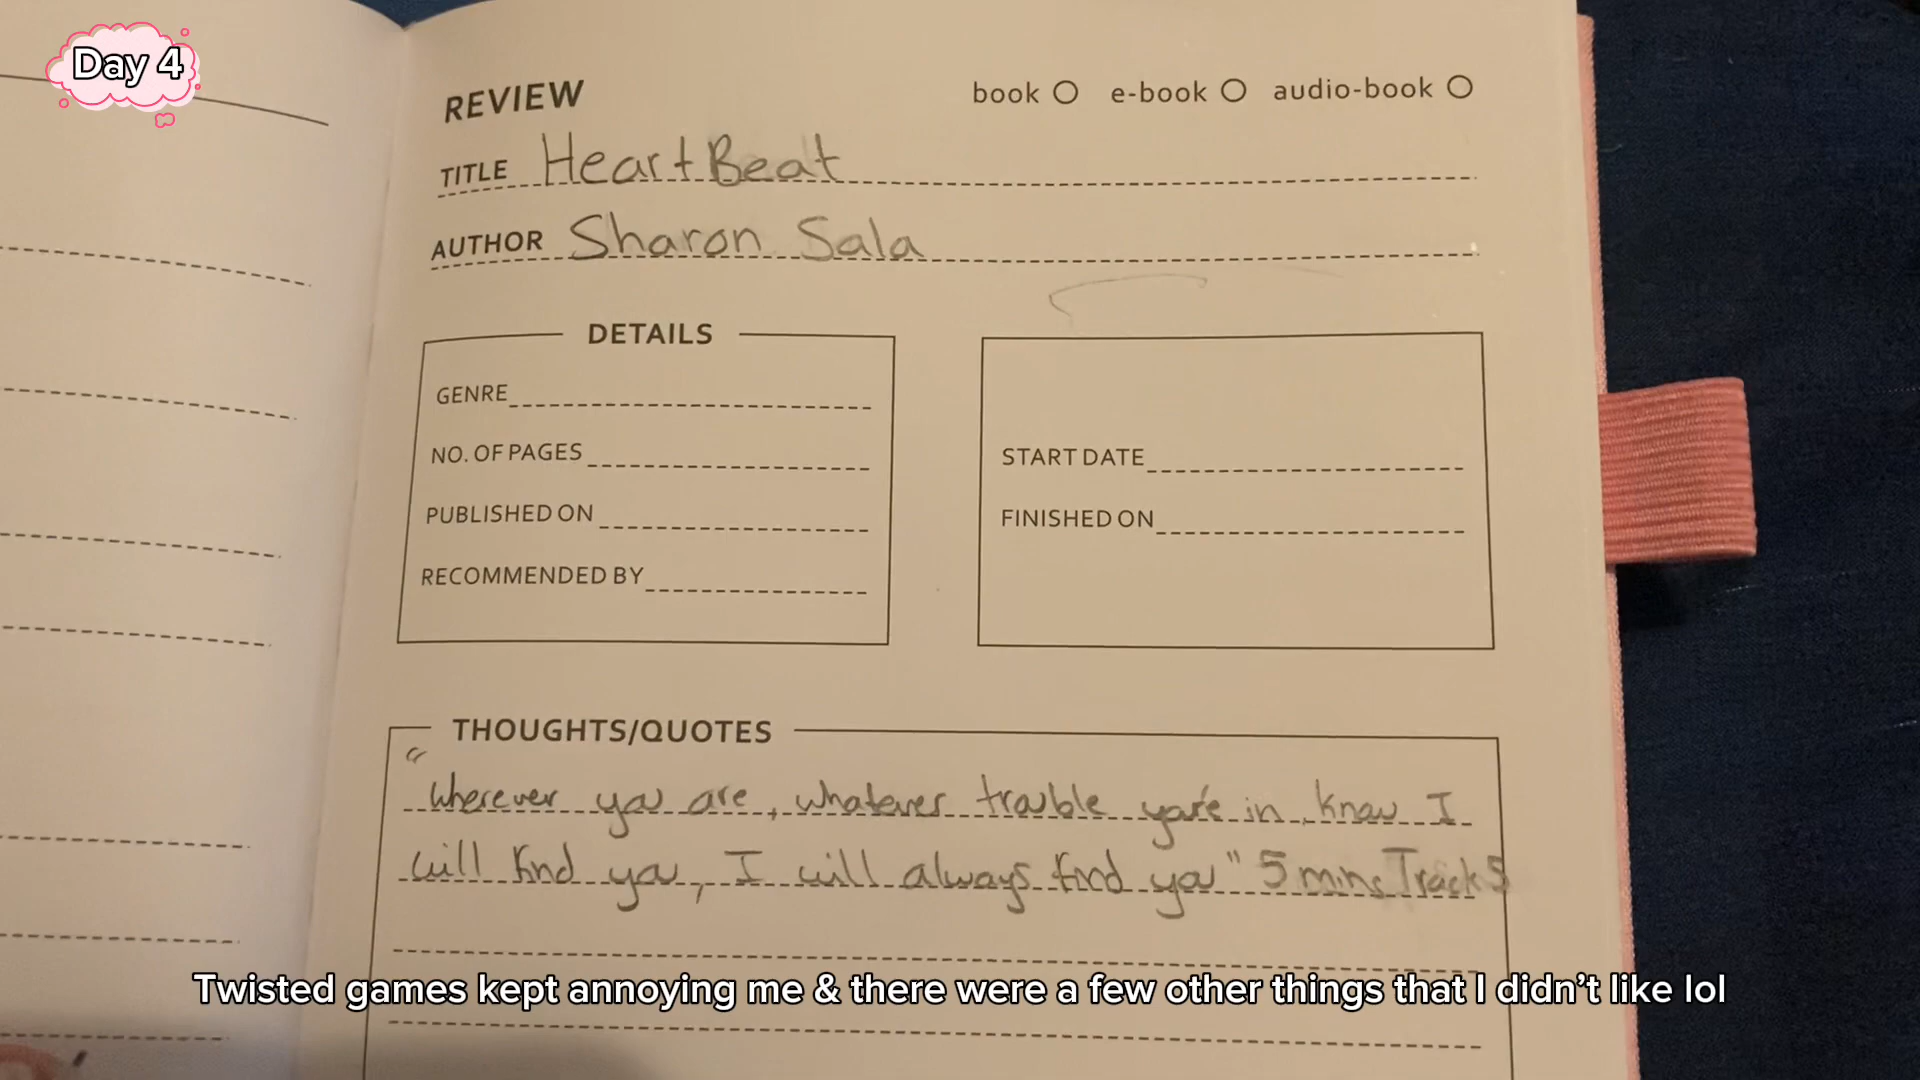 Day 4
REVIEW book e-book audio-book
TITLE HeartBeat
AUTHOR Sharon Sala
DETAILS
GENRE
NO. OF PAGES
PUBLISHED ON
RECOMMENDED BY
START DATE
FINISHED ON
THOUGHTS/QUOTES
"Wherever you are, whatever trouble you're in, know I
will find you, I will always find you" 5 mins Track 5
Twisted games kept annoying me & there were a few other things that I didn't like lol